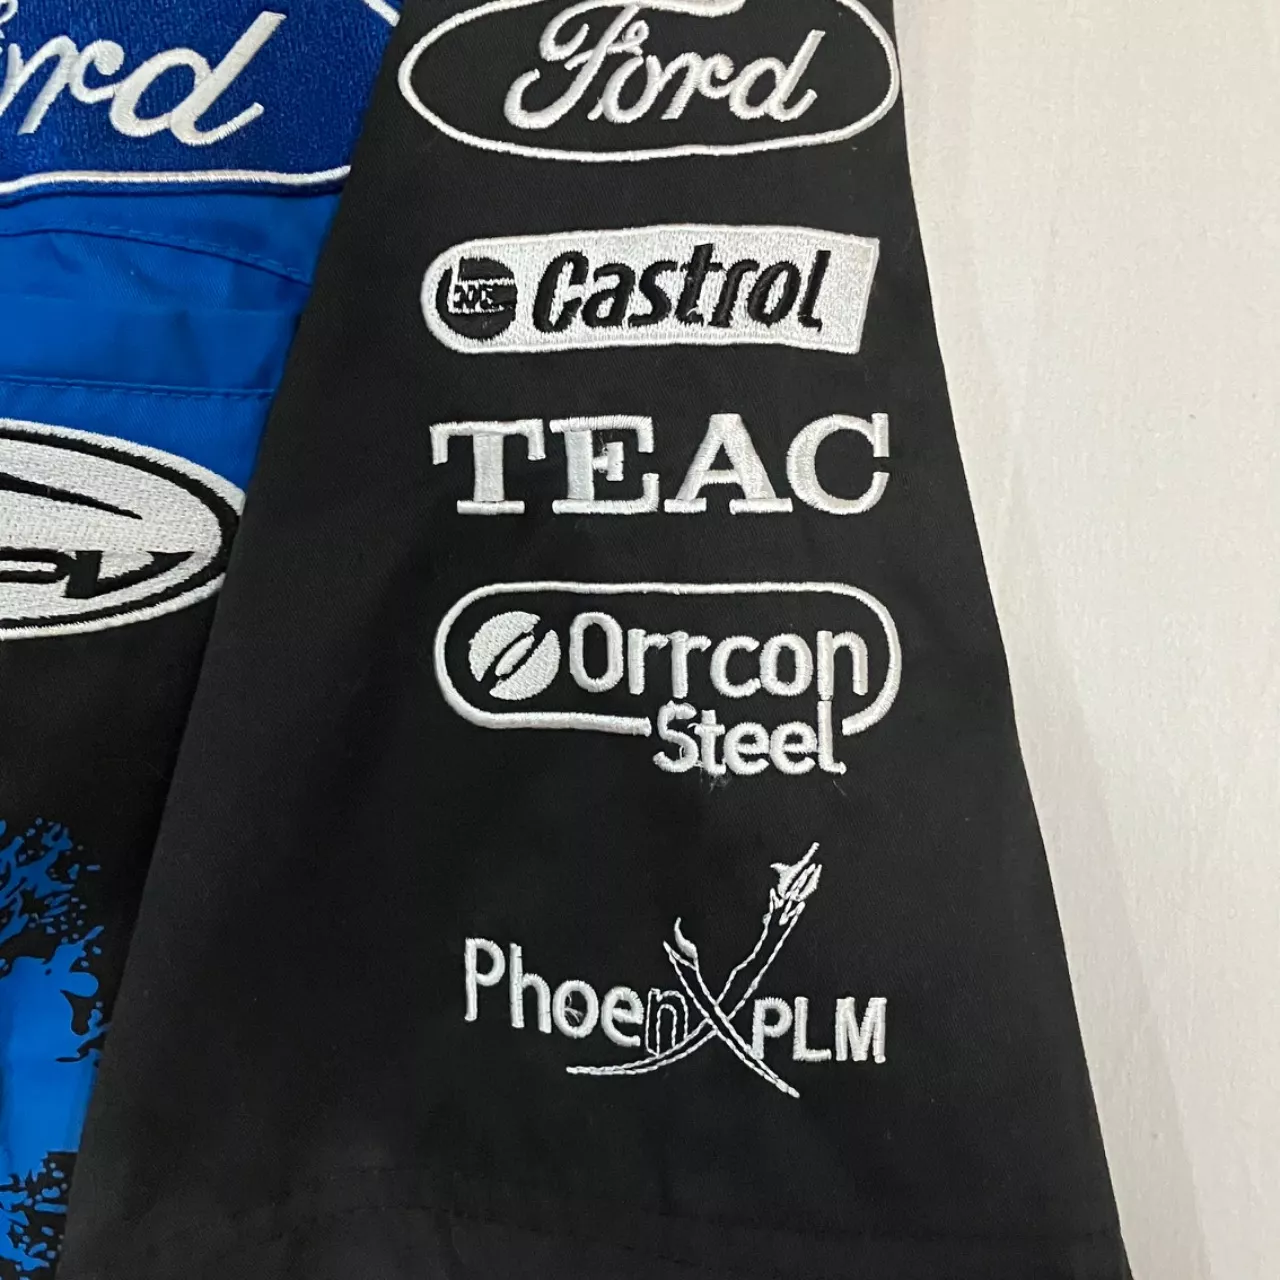 Ford
Ford
Castrol
TEAC
Orrcon
Steel
PhoenX PLM